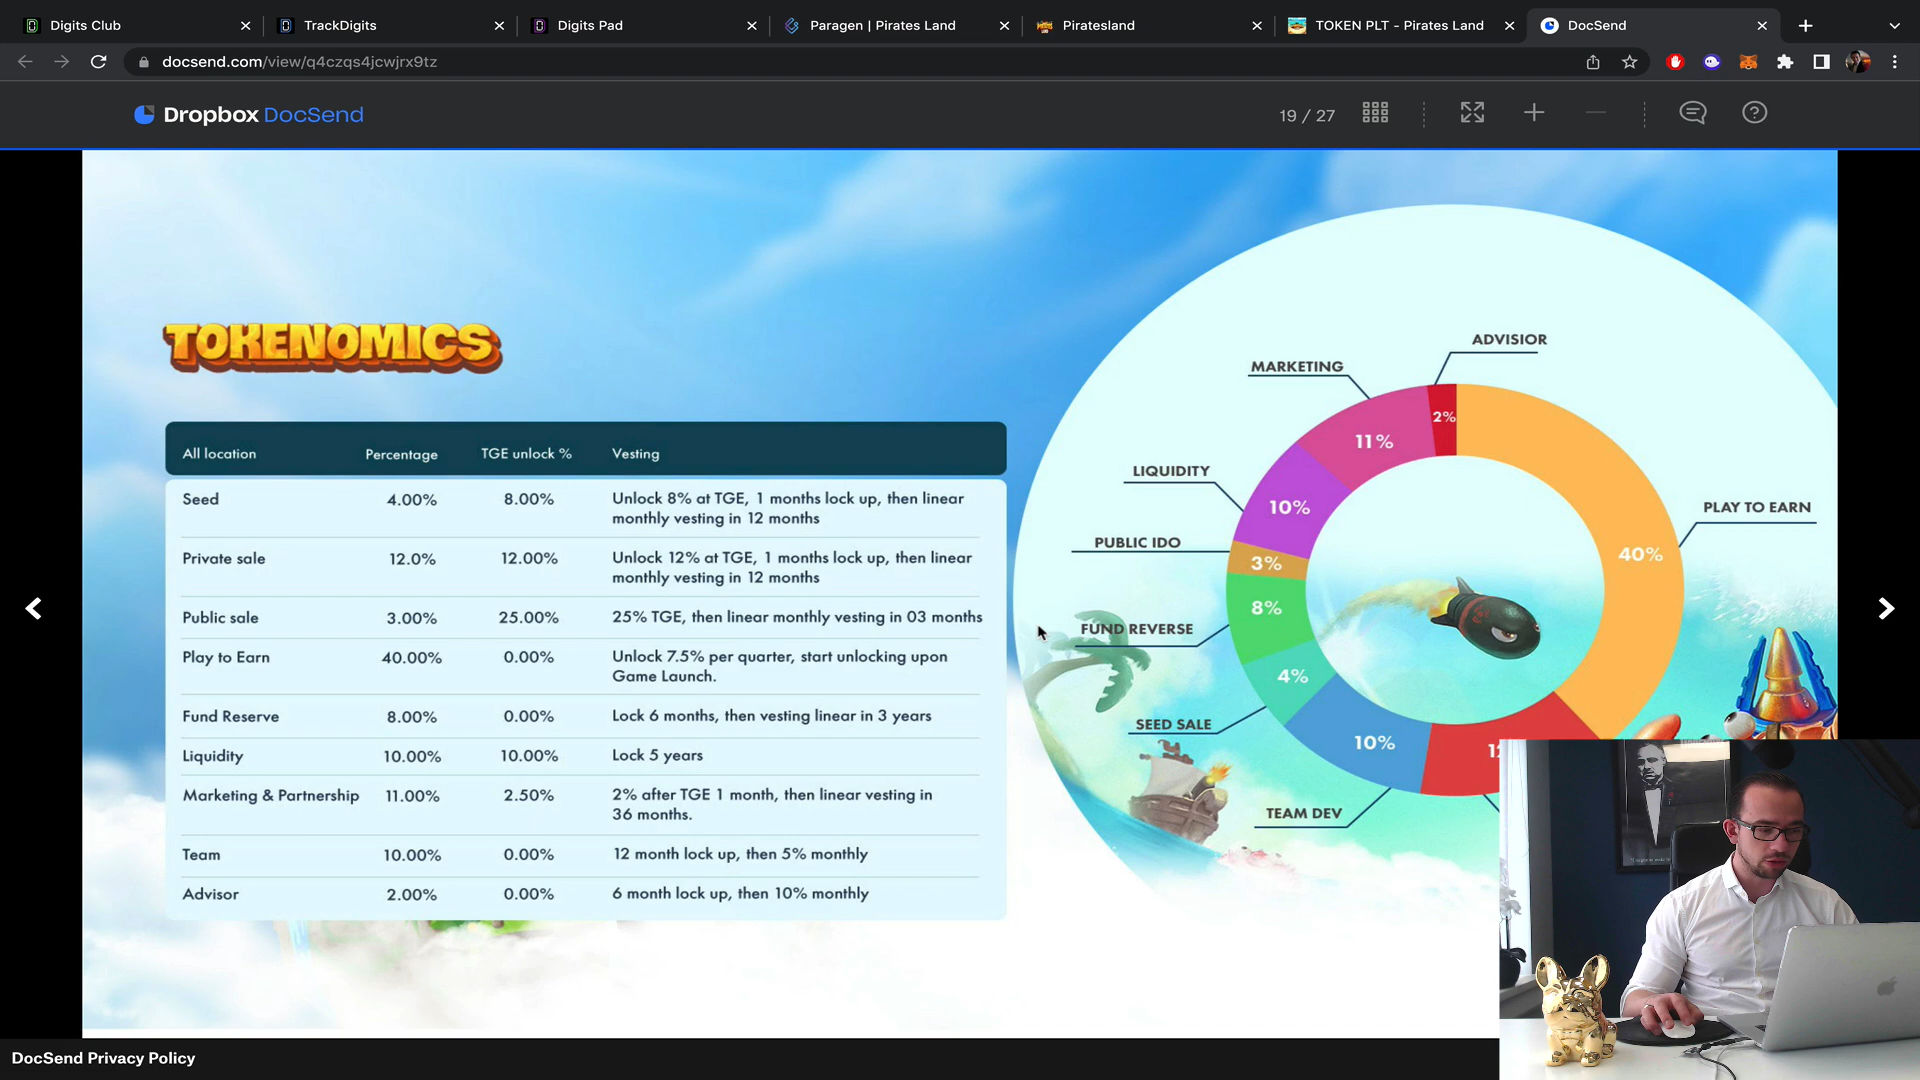 Digits Club
TrackDigits
Digits Pad
Paragen | Pirates Land
Piratesland
TOKEN PLT - Pirates Land
DocSend
docsend.com/view/q4czqs4jcwjrx9tz
Dropbox DocSend
19 / 27
TOKENOMICS
All location Percentage TGE unlock % Vesting
Seed 4.00% 8.00% Unlock 8% at TGE, 1 months lock up, then linear
monthly vesting in 12 months
Private sale 12.0% 12.00% Unlock 12% at TGE, 1 months lock up, then linear
monthly vesting in 12 months
Public sale 3.00% 25.00% 25% TGE, then linear monthly vesting in 03 months
Play to Earn 40.00% 0.00% Unlock 7.5% per quarter, start unlocking upon
Game Launch.
Fund Reserve 8.00% 0.00% Lock 6 months, then vesting linear in 3 years
Liquidity 10.00% 10.00% Lock 5 years
Marketing & Partnership 11.00% 2.50% 2% after TGE 1 month, then linear vesting in
36 months.
Team 10.00% 0.00% 12 month lock up, then 5% monthly
Advisor 2.00% 0.00% 6 month lock up, then 10% monthly
ADVISIOR
MARKETING
2%
11%
LIQUIDITY
10%
PLAY TO EARN
40%
PUBLIC IDO
3%
8%
FUND REVERSE
4%
SEED SALE
10%
TEAM DEV
DocSend Privacy Policy